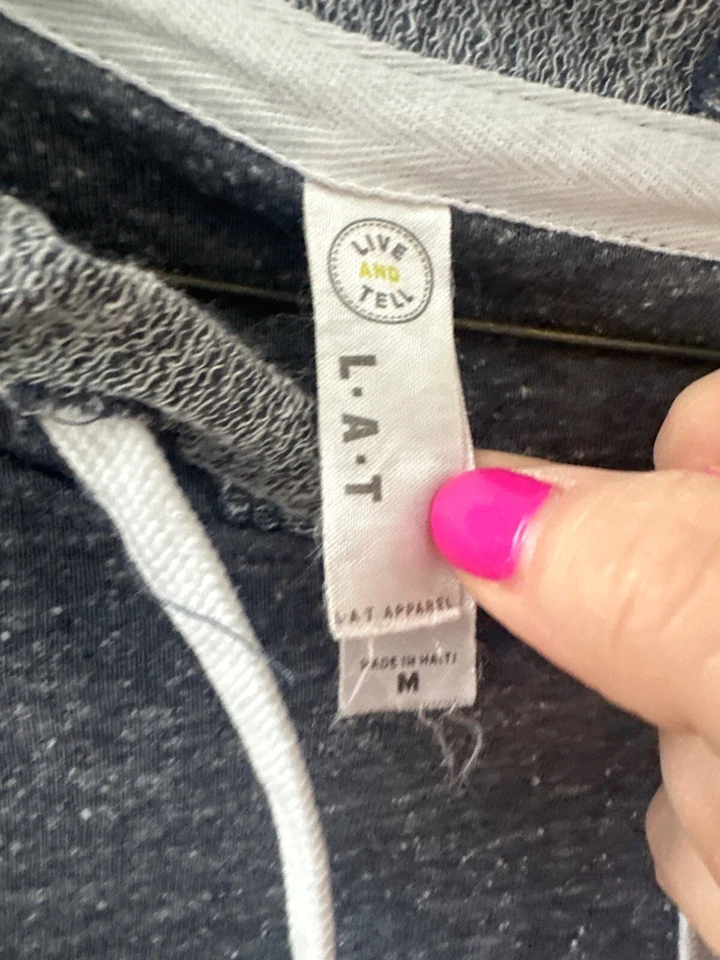 LIVE
AND
TELL
L·A·T
L·A·T APPAREL
MADE IN HAITI
M